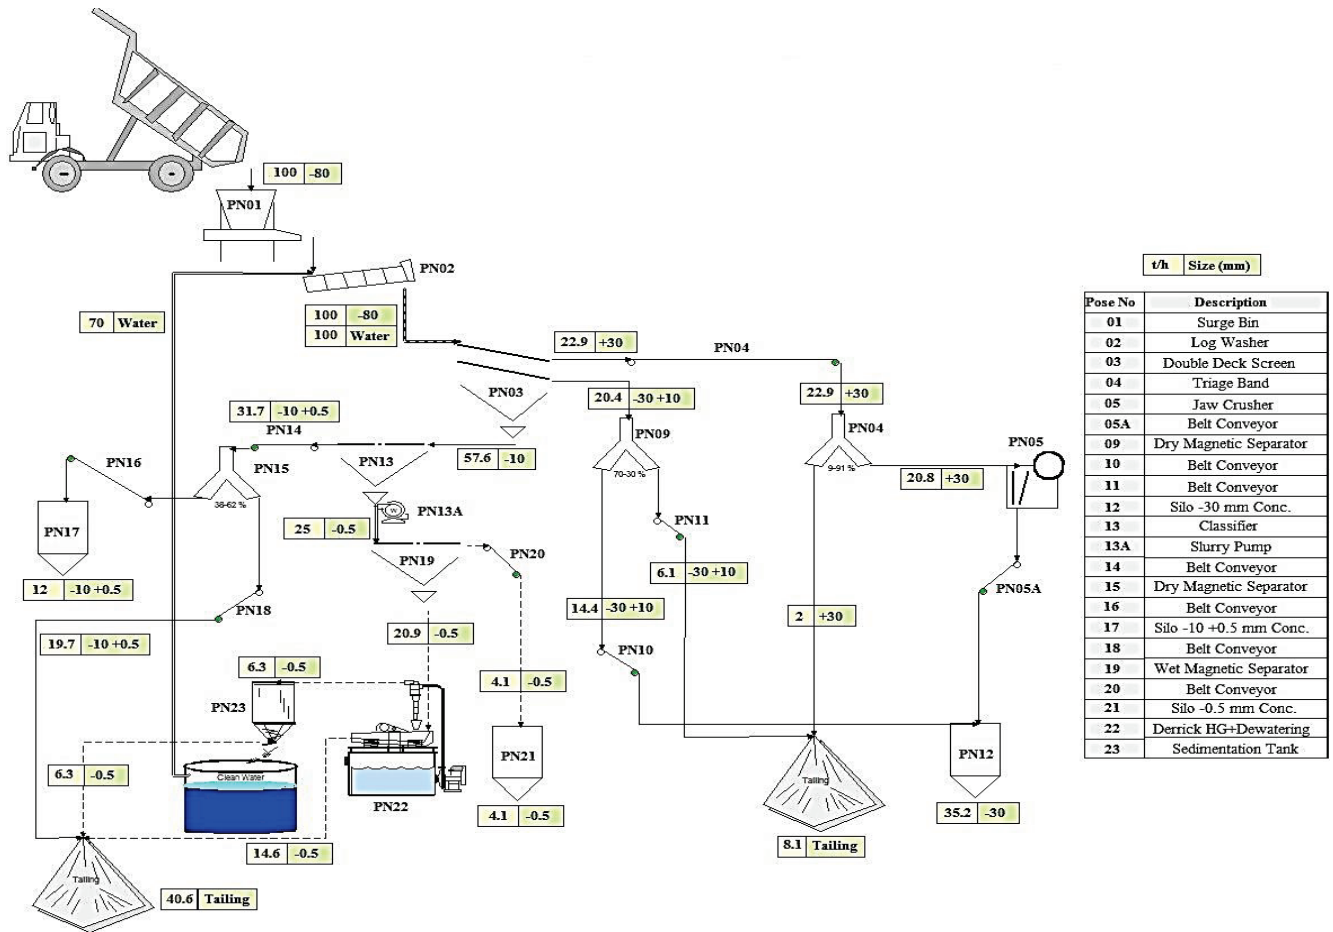 100 -80
PN01
PN02
t/h Size (mm)
100 -80
100 Water
70 Water
22.9 +30
PN04
PN03
22.9 +30
20.4 -30 +10
31.7 -10 +0.5
PN14
PN09
PN04
PN05
PN16
PN15
PN13
57.6 -10
70-30 %
9-91 %
20.8 +30
38-62 %
PN13A
W
PN11
PN17
25 -0.5
PN19
PN20
6.1 -30 +10
PN05A
12 -10 +0.5
PN18
14.4 -30 +10
2 +30
19.7 -10 +0.5
20.9 -0.5
PN10
6.3 -0.5
4.1 -0.5
PN23
PN21
PN12
6.3 -0.5
Clean Water
PN22
Tailing
4.1 -0.5
35.2 -30
14.6 -0.5
8.1 Tailing
Tailing
40.6 Tailing
Pose No Description
01 Surge Bin
02 Log Washer
03 Double Deck Screen
04 Triage Band
05 Jaw Crusher
05A Belt Conveyor
09 Dry Magnetic Separator
10 Belt Conveyor
11 Belt Conveyor
12 Silo -30 mm Conc.
13 Classifier
13A Slurry Pump
14 Belt Conveyor
15 Dry Magnetic Separator
16 Belt Conveyor
17 Silo -10 +0.5 mm Conc.
18 Belt Conveyor
19 Wet Magnetic Separator
20 Belt Conveyor
21 Silo -0.5 mm Conc.
22 Derrick HG+Dewatering
23 Sedimentation Tank